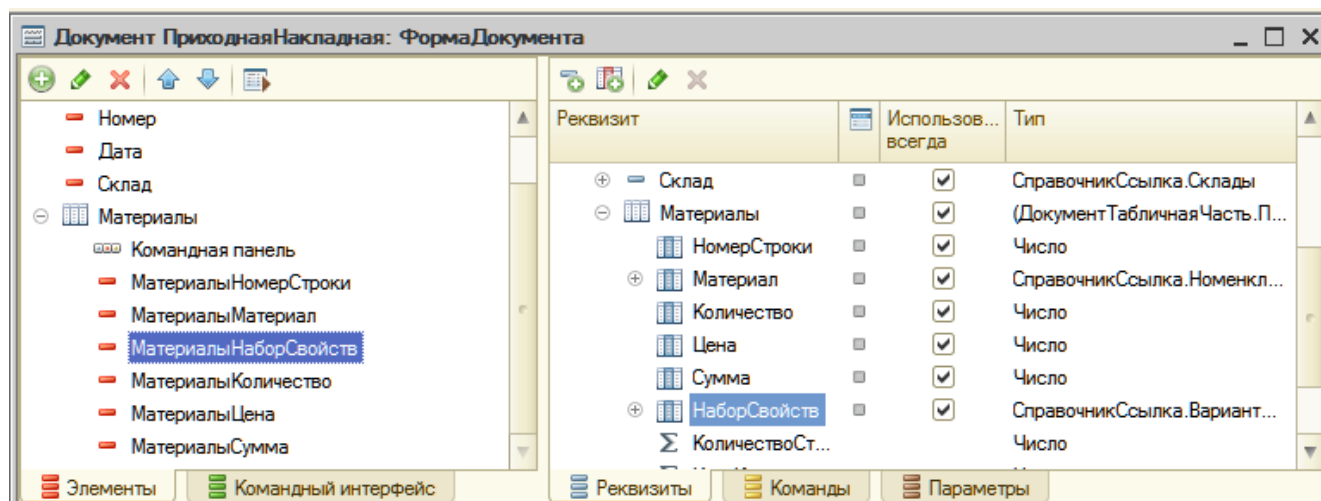 Документ ПриходнаяНакладная: ФормаДокумента
Номер
Дата
Склад
Материалы
Командная панель
МатериалыНомерСтроки
МатериалыМатериал
МатериалыНаборСвойств
МатериалыКоличество
МатериалыЦена
МатериалыСумма
Элементы
Командный интерфейс
Реквизит
Использов...
всегда
Тип
Склад
СправочникСсылка.Склады
Материалы
(ДокументТабличнаяЧасть.П...
НомерСтроки
Число
Материал
СправочникСсылка.Номенкл...
Количество
Число
Цена
Число
Сумма
Число
НаборСвойств
СправочникСсылка.Вариант...
КоличествоСт...
Число
Реквизиты
Команды
Параметры